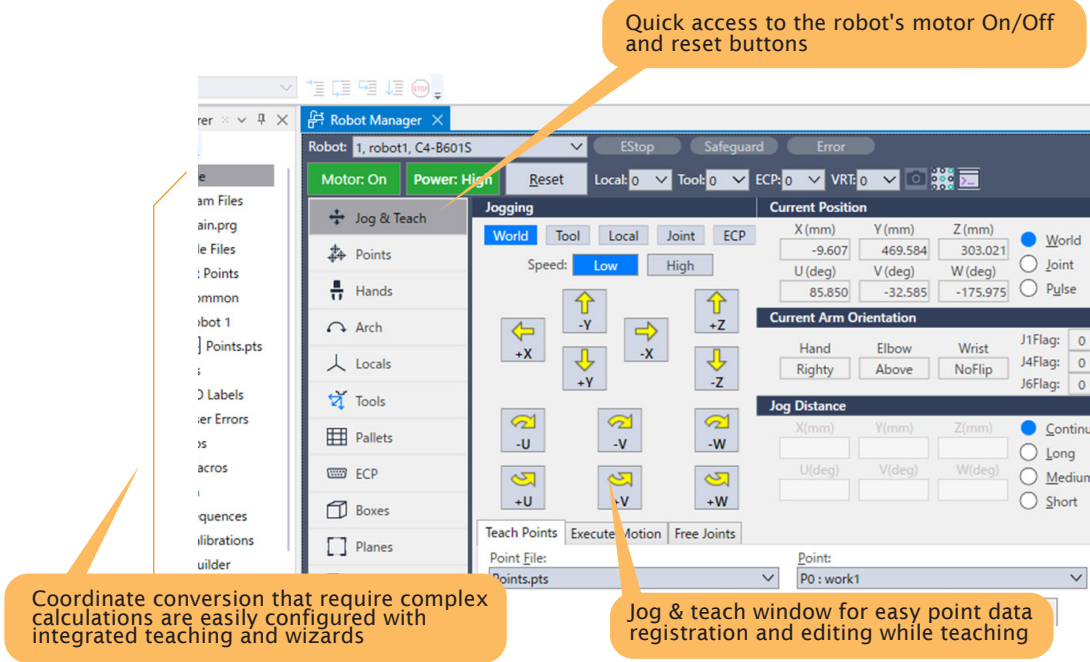 Quick access to the robot's motor On/Off
and reset buttons
STOP
rer
Robot Manager
Robot: 1, robot1, C4-B601S
EStop Safeguard Error
Motor: On Power: High Reset Local: 0 Tool: 0 ECP: 0 VRT: 0
am Files
ain.prg
le Files
: Points
ommon
obot 1
Points.pts
O Labels
ser Errors
os
acros
quences
alibrations
uilder
Jog & Teach
Points
Hands
Arch
Locals
Tools
Pallets
ECP
Boxes
Planes
Jogging
World Tool Local Joint ECP
Speed: Low High
-Y +Z
+X -X
+Y -Z
-U -V -W
+U +V +W
Current Position
X (mm) Y (mm) Z (mm)
-9.607 469.584 303.021
U (deg) V (deg) W (deg)
85.850 -32.585 -175.975
World
Joint
Pulse
Current Arm Orientation
Hand Elbow Wrist
Righty Above NoFlip
J1Flag: 0
J4Flag: 0
J6Flag: 0
Jog Distance
X(mm) Y(mm) Z(mm)
U(deg) V(deg) W(deg)
Continu
Long
Medium
Short
Teach Points Execute Motion Free Joints
Point File: Point:
Points.pts P0 : work1
Coordinate conversion that require complex
calculations are easily configured with
integrated teaching and wizards
Jog & teach window for easy point data
registration and editing while teaching